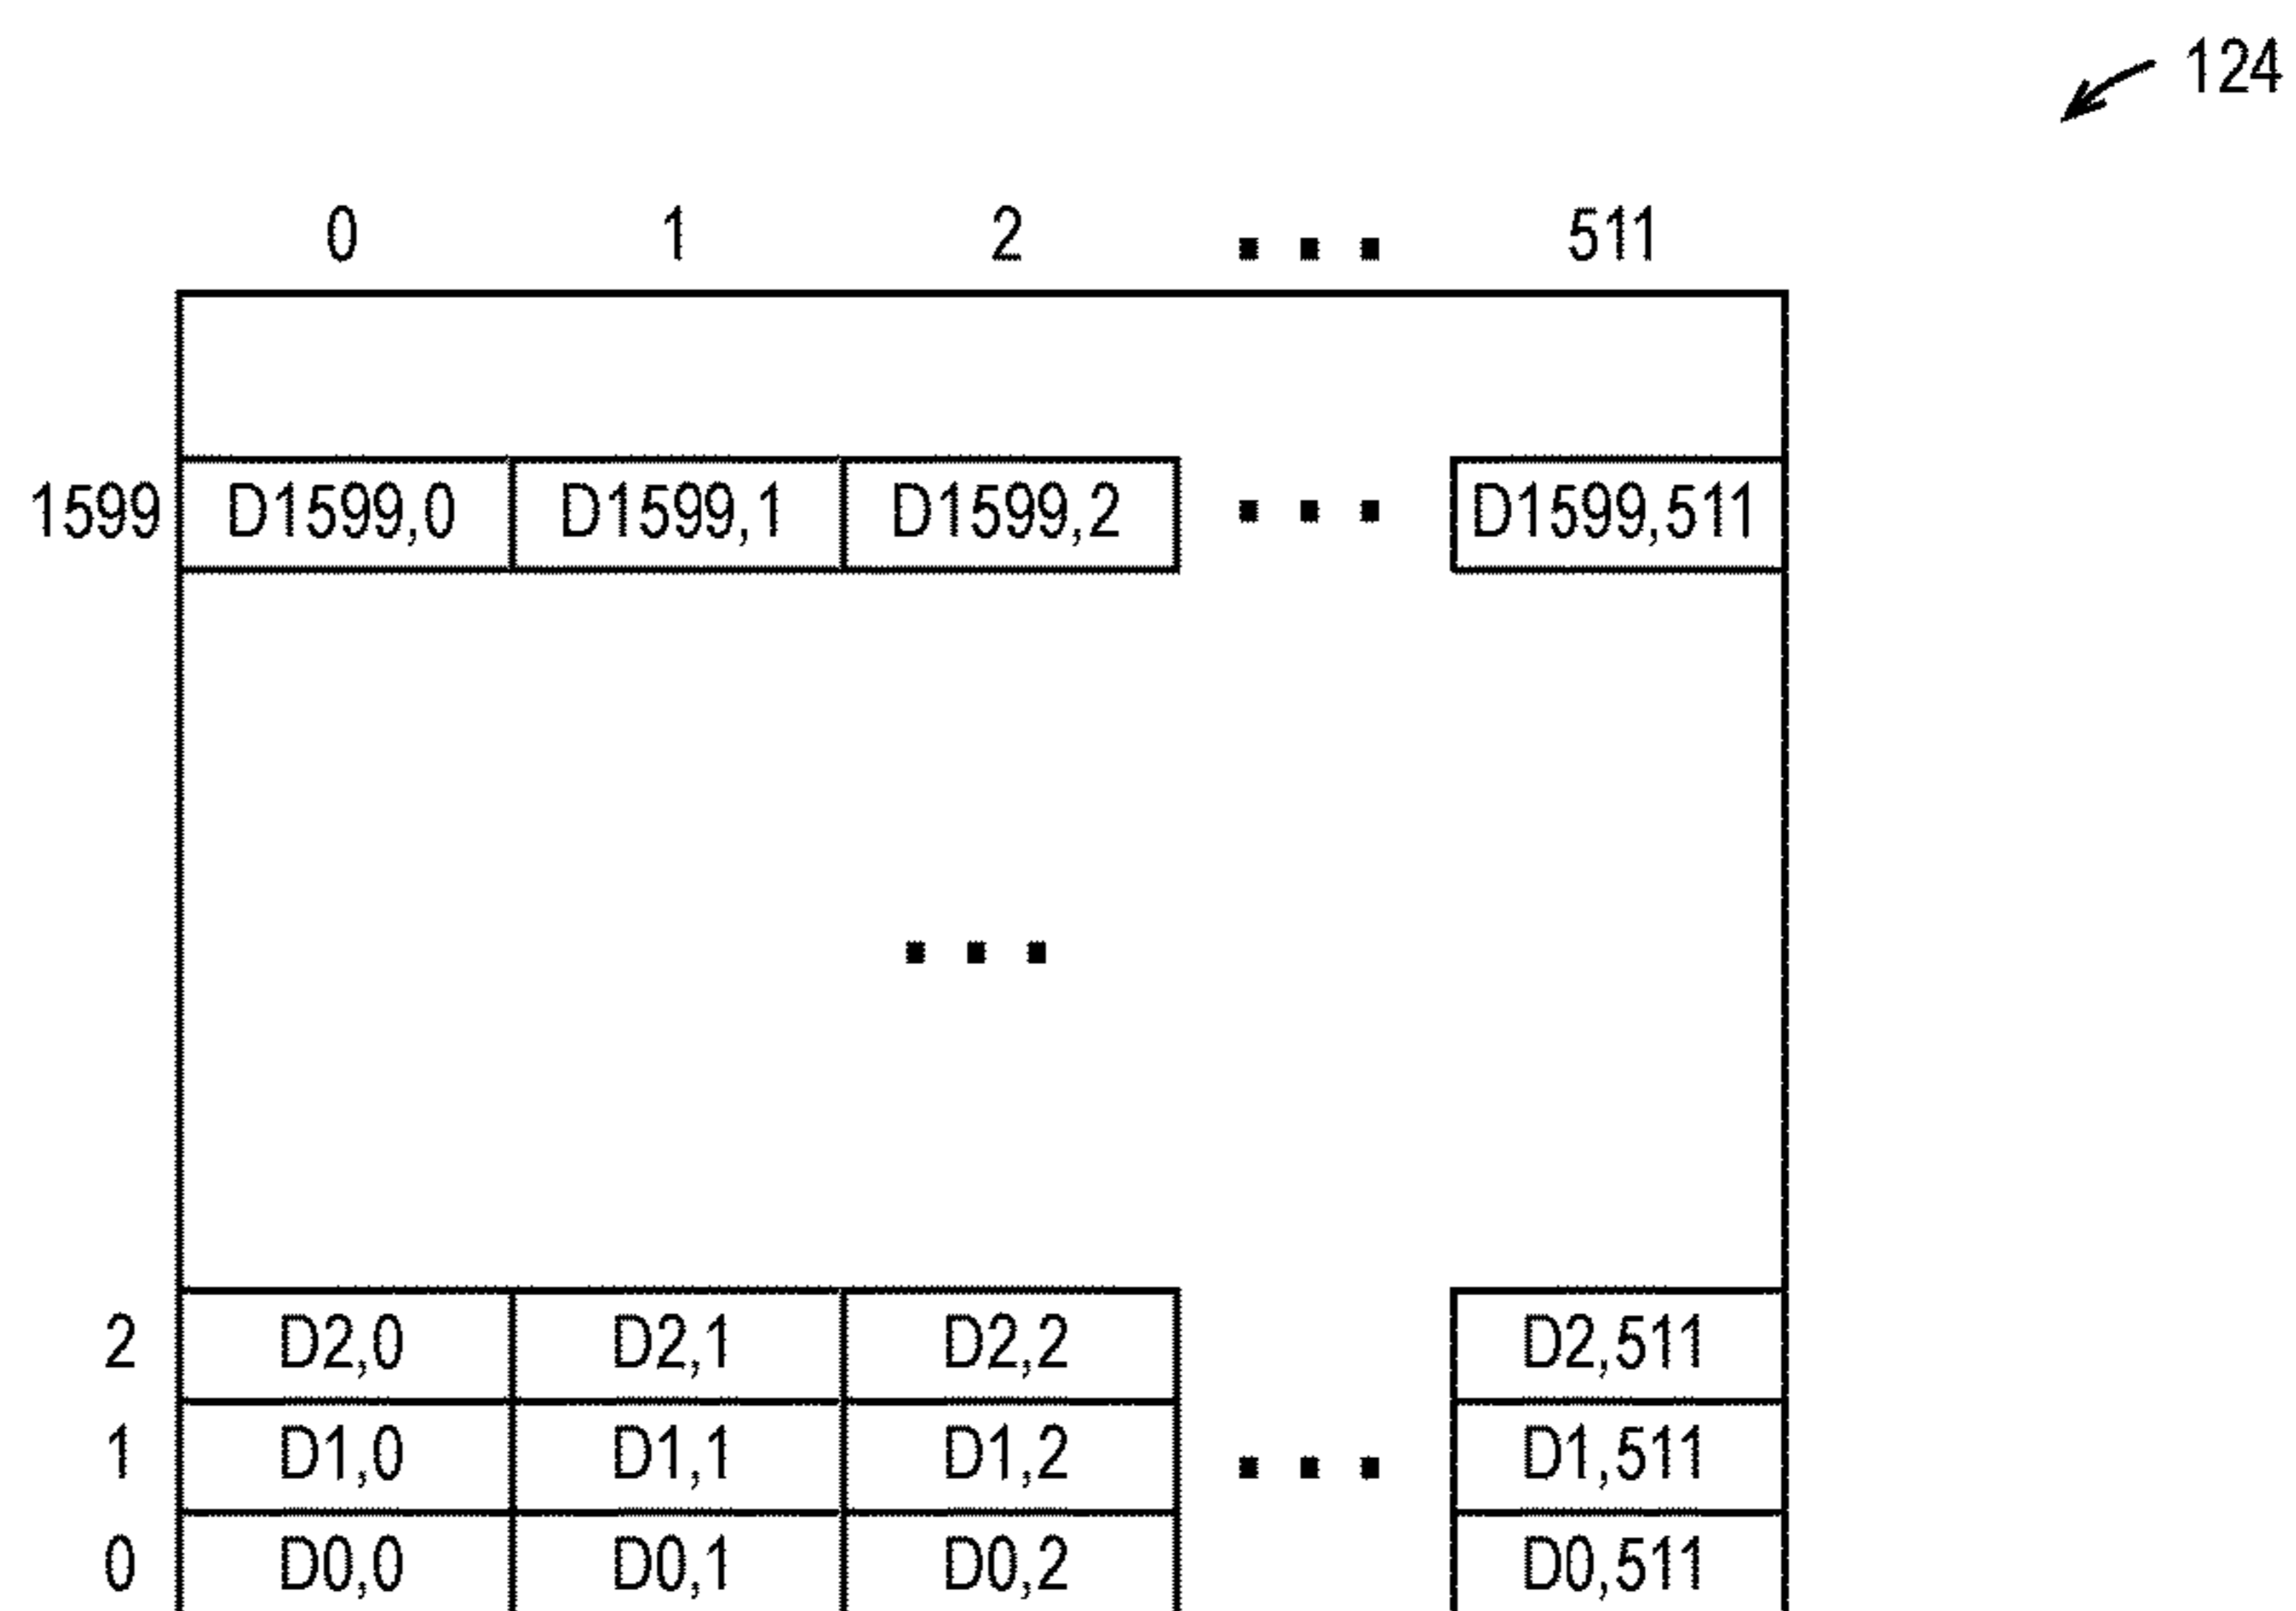 124
0 1 2 ... 511
1599 D1599,0 D1599,1 D1599,2 ... D1599,511
...
2 D2,0 D2,1 D2,2 D2,511
1 D1,0 D1,1 D1,2 ... D1,511
0 D0,0 D0,1 D0,2 D0,511